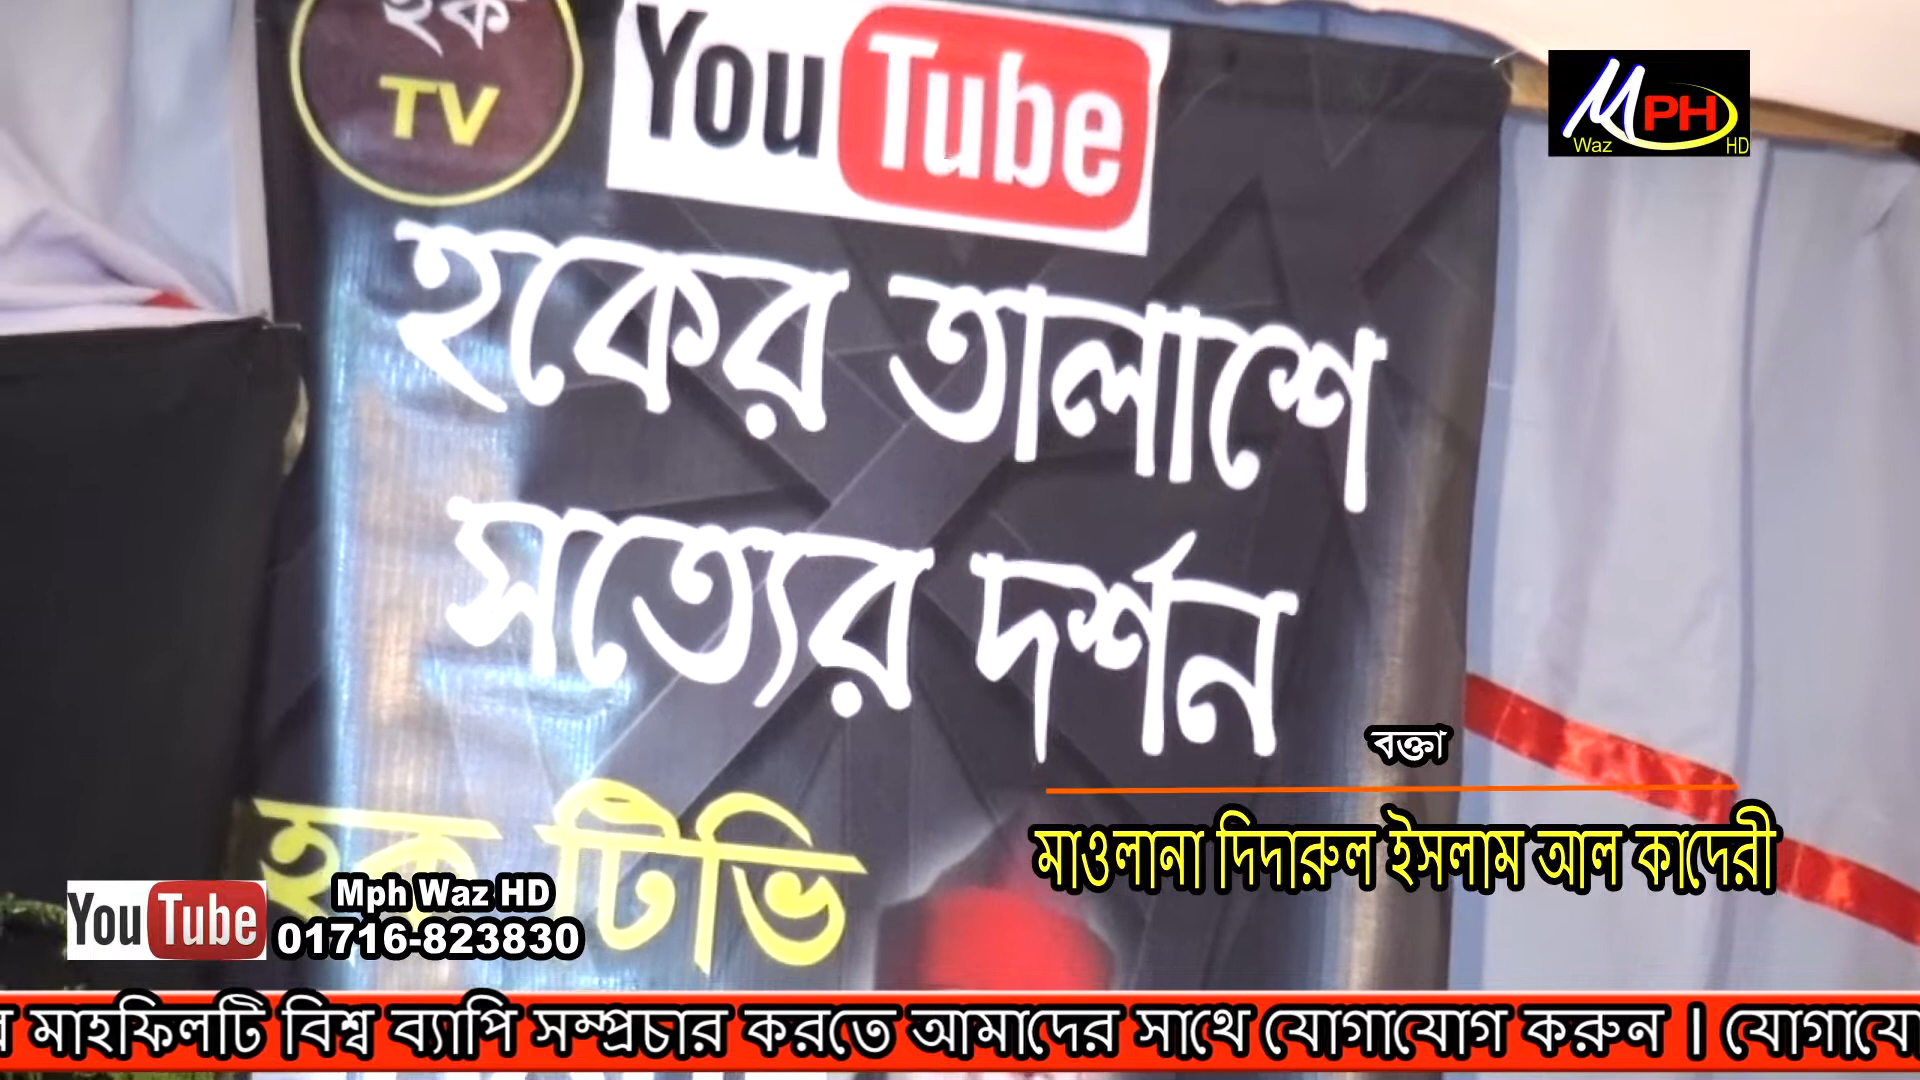 হক
TV
YouTube
MPH
Waz HD
হকের তালাশে
সত্যের দর্শন
বক্তা
হক টিভি
মাওলানা দিদারুল ইসলাম আল কাদেরী
YouTube
Mph Waz HD
01716-823830
মাহফিলটি বিশ্ব ব্যাপি সম্প্রচার করতে আমাদের সাথে যোগাযোগ করুন ।